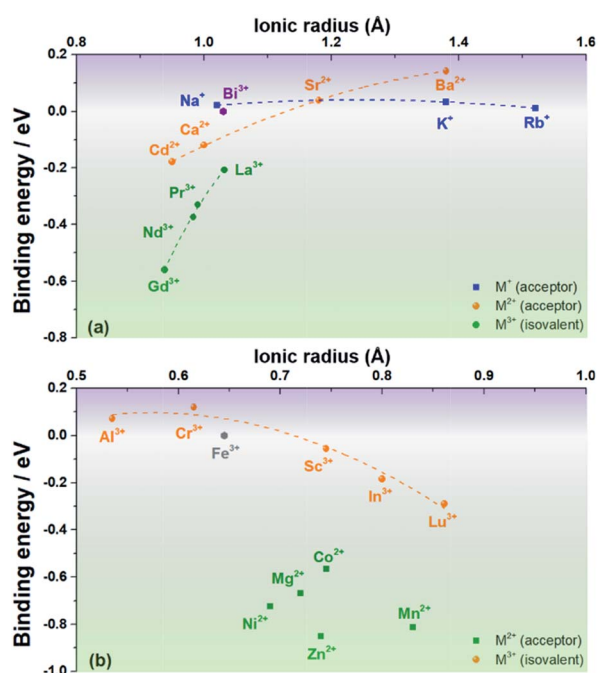 Ionic radius (Å)
0.8 1.0 1.2 1.4 1.6
Binding energy / eV
0.2
0.0
-0.2
-0.4
-0.6
-0.8
Na⁺
Bi³⁺
Sr²⁺
Ba²⁺
K⁺
Rb⁺
Ca²⁺
Cd²⁺
La³⁺
Pr³⁺
Nd³⁺
Gd³⁺
M⁺ (acceptor)
M²⁺ (acceptor)
M³⁺ (isovalent)
(a)
Ionic radius (Å)
0.5 0.6 0.7 0.8 0.9 1.0
Binding energy / eV
0.2
0.0
-0.2
-0.4
-0.6
-0.8
-1.0
Al³⁺
Cr³⁺
Fe³⁺
Sc³⁺
In³⁺
Lu³⁺
Co²⁺
Mg²⁺
Ni²⁺
Mn²⁺
Zn²⁺
M²⁺ (acceptor)
M³⁺ (isovalent)
(b)